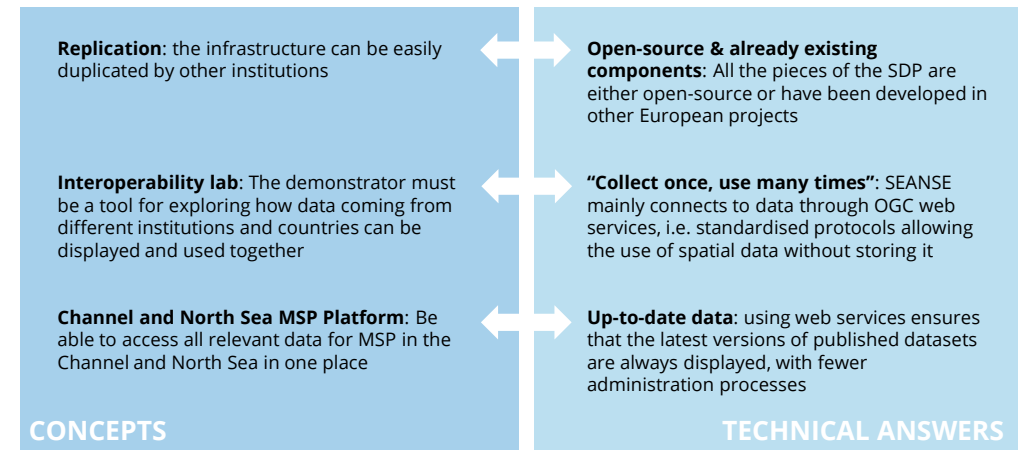 Replication: the infrastructure can be easily
duplicated by other institutions
Open-source & already existing
components: All the pieces of the SDP are
either open-source or have been developed in
other European projects
Interoperability lab: The demonstrator must
be a tool for exploring how data coming from
different institutions and countries can be
displayed and used together
“Collect once, use many times”: SEANSE
mainly connects to data through OGC web
services, i.e. standardised protocols allowing
the use of spatial data without storing it
Channel and North Sea MSP Platform: Be
able to access all relevant data for MSP in the
Channel and North Sea in one place
Up-to-date data: using web services ensures
that the latest versions of published datasets
are always displayed, with fewer
administration processes
CONCEPTS
TECHNICAL ANSWERS